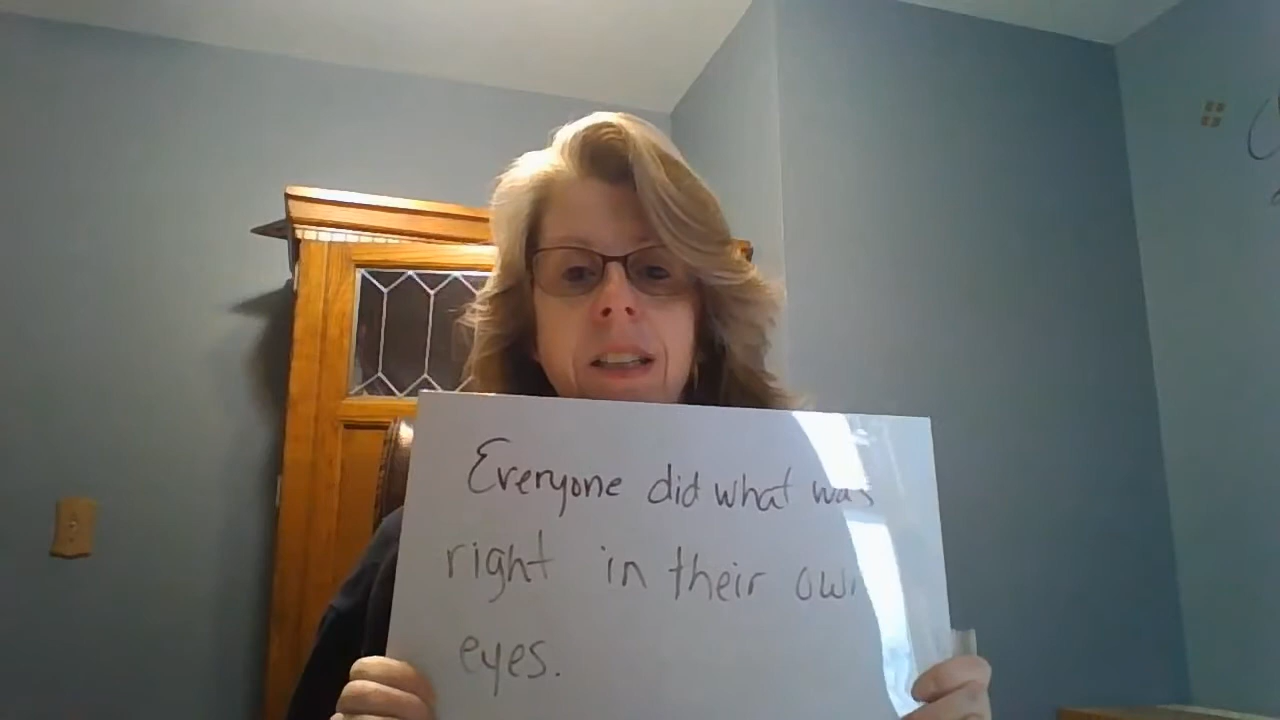 Everyone did what was
right in their own
eyes.